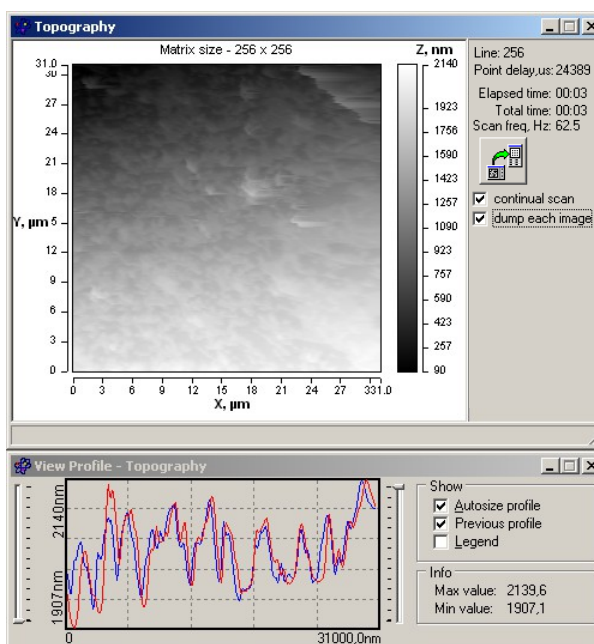 Topography
Matrix size - 256 x 256
Z, nm
31.0
30
27
24
21
18
Y, µm 5
12
9
6
3
0
0 3 6 9 12 15 18 21 24 27 331.0
X, µm
2140
1923
1756
1590
1423
1257
1090
923
757
590
423
257
90
Line: 256
Point delay,us: 24389
Elapsed time: 00:03
Total time: 00:03
Scan freq, Hz: 62.5
continual scan
dump each image
View Profile - Topography
2140nm
1907nm
0
31000,0nm
Show
Autosize profile
Previous profile
Legend
Info
Max value: 2139,6
Min value: 1907,1